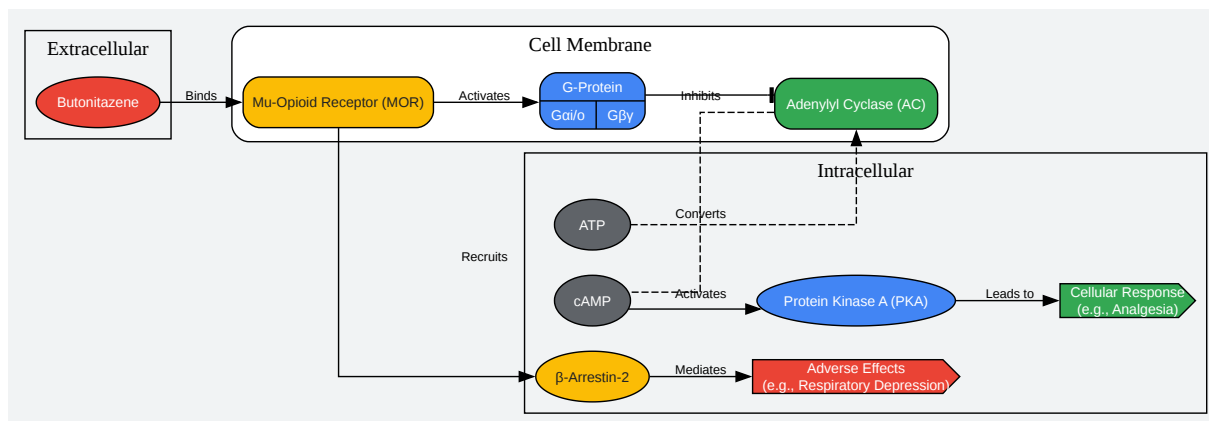 Extracellular
Cell Membrane
Butonitazene
Binds
Mu-Opioid Receptor (MOR)
Activates
G-Protein
Gαi/o
Gβγ
Inhibits
Adenylyl Cyclase (AC)
Intracellular
ATP
Converts
Recruits
cAMP
Activates
Protein Kinase A (PKA)
Leads to
Cellular Response
(e.g., Analgesia)
β-Arrestin-2
Mediates
Adverse Effects
(e.g., Respiratory Depression)